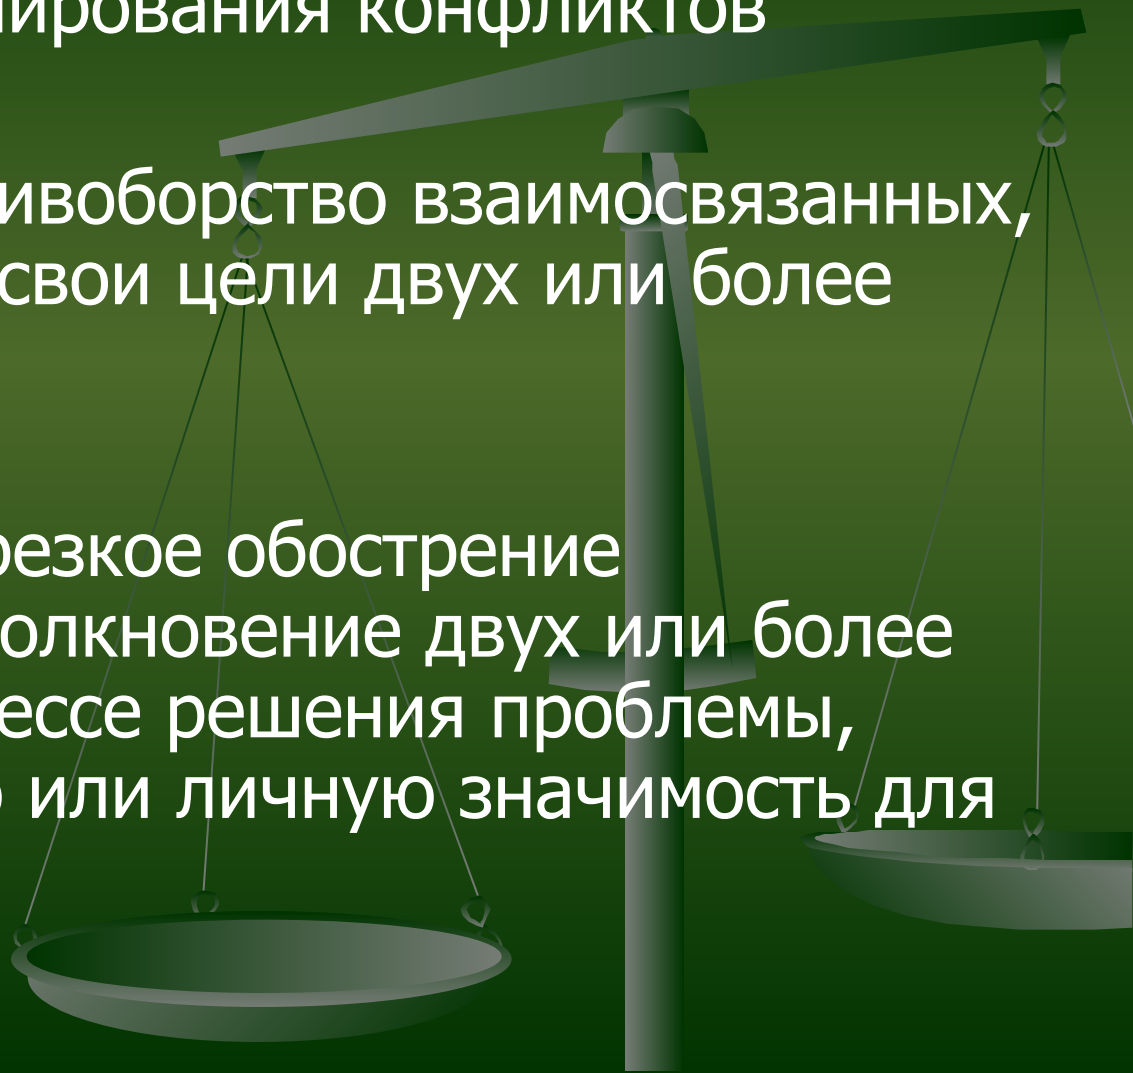 ирования конфликтов
ивоборство взаимосвязанных,
свои цели двух или более
резкое обострение
олкновение двух или более
ессе решения проблемы,
или личную значимость для